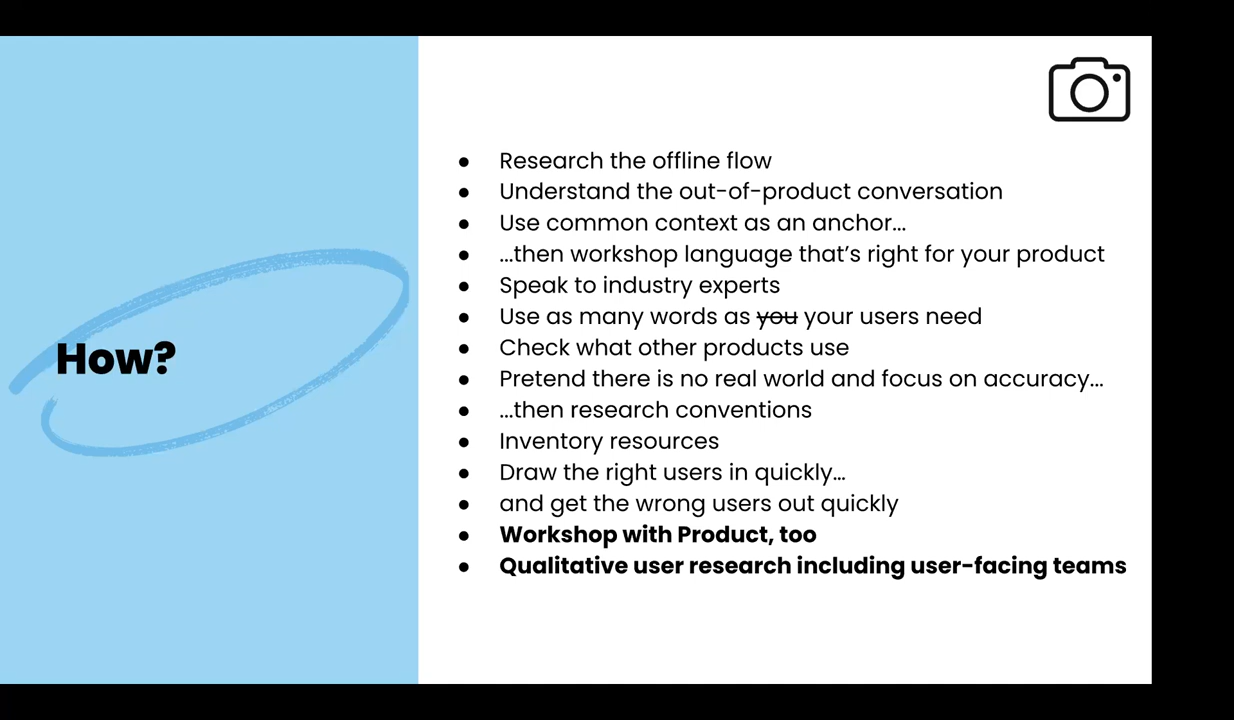 How?
● Research the offline flow
● Understand the out-of-product conversation
● Use common context as an anchor...
● ...then workshop language that’s right for your product
● Speak to industry experts
● Use as many words as you your users need
● Check what other products use
● Pretend there is no real world and focus on accuracy...
● ...then research conventions
● Inventory resources
● Draw the right users in quickly...
● and get the wrong users out quickly
● Workshop with Product, too
● Qualitative user research including user-facing teams